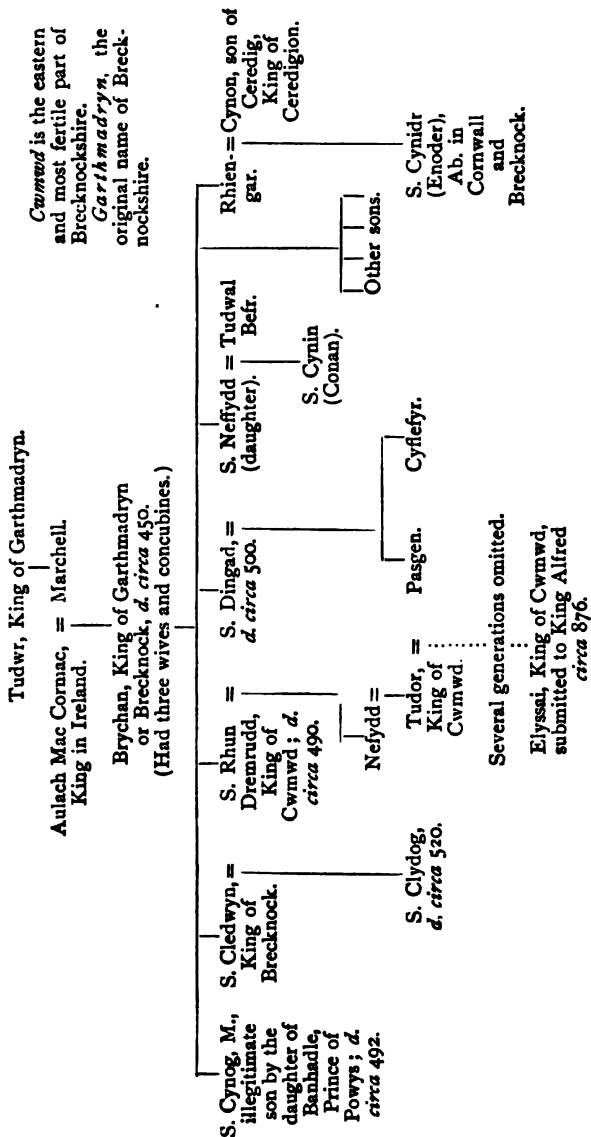 Tudwr, King of Garthmadryn.
Aulach Mac Cormac, = Marchell.
King in Ireland.
Cwmwd is the eastern
and most fertile part of
Brecknockshire.
Garthmadryn, the
original name of Breck-
nockshire.
Brychan, King of Garthmadryn
or Brecknock, d. circa 450.
(Had three wives and concubines.)
S. Cynog, M.,
illegitimate
son by the
daughter of
Banhadle,
Prince of
Powys; d.
circa 492.
S. Cledwyn, =
King of
Brecknock.
S. Clydog,
d. circa 520.
S. Rhun =
Dremrudd,
King of
Cwmwd; d.
circa 490.
Nefydd =
Tudor, =
King of
Cwmwd.
Several generations omitted.
Elyssai, King of Cwmwd,
submitted to King Alfred
circa 876.
S. Dingad, =
d. circa 500.
Pasgen. Cyflefyr.
S. Neffydd = Tudwal
(daughter). Befr.
S. Cynin
(Conan).
Other sons.
Rhien- = Cynon, son of
gar. Ceredig,
King of
Ceredigion.
S. Cynidr
(Enoder),
Ab. in
Cornwall
and
Brecknock.